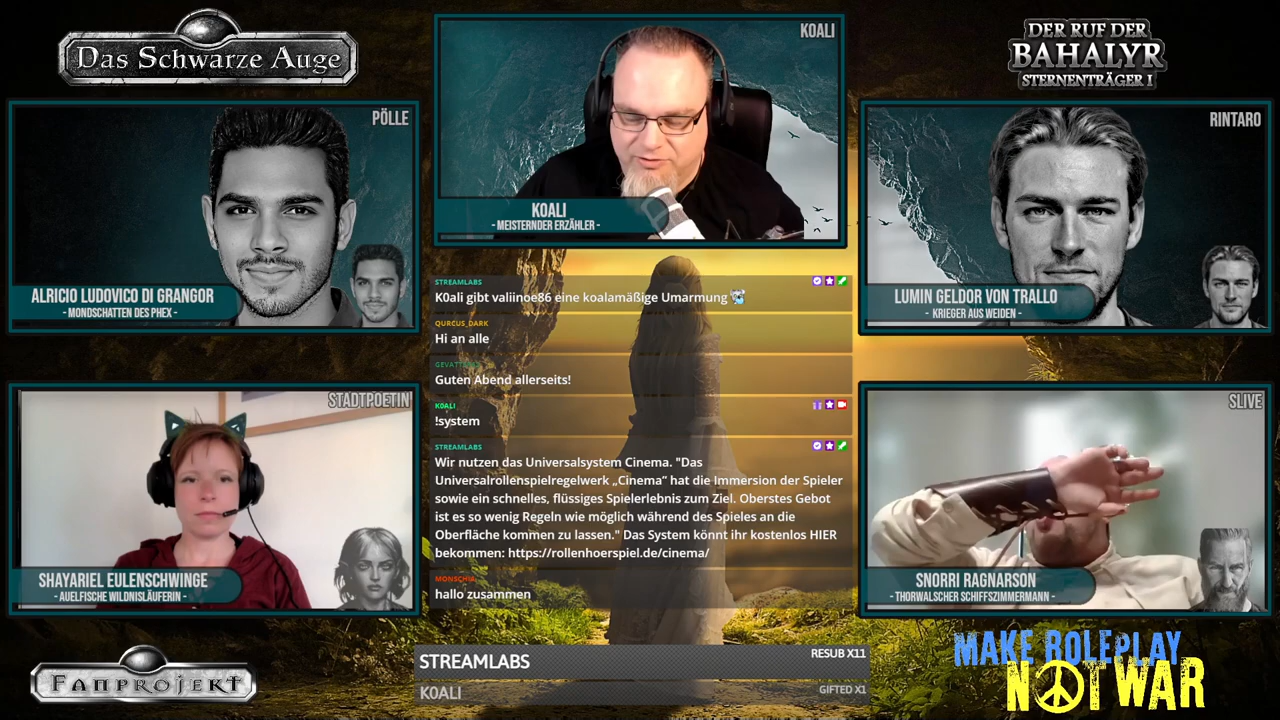 Das Schwarze Auge
KOALI
DER RUF DER
BAHALYR
STERNENTRÄGER I
PÖLLE
RINTARO
KOALI
- MEISTERNDER ERZÄHLER -
ALRICIO LUDOVICO DI GRANGOR
- MONDSCHATTEN DES PHEX -
LUMIN GELDOR VON TRALLO
- KRIEGER AUS WEIDEN -
STREAMLABS
K0ali gibt valiinoe86 eine koalamäßige Umarmung
QURCUS_DARK
Hi an alle
Guten Abend allerseits!
K0ALI
!system
STREAMLABS
Wir nutzen das Universalsystem Cinema. "Das
Universalrollenspielregelwerk „Cinema“ hat die Immersion der Spieler
sowie ein schnelles, flüssiges Spielerlebnis zum Ziel. Oberstes Gebot
ist es so wenig Regeln wie möglich während des Spieles an die
Oberfläche kommen zu lassen." Das System könnt ihr kostenlos HIER
bekommen: https://rollenhoerspiel.de/cinema/
hallo zusammen
STADTPOETIN
SLIVE
SHAYARIEL EULENSCHWINGE
- AUELFISCHE WILDNISLÄUFERIN -
SNORRI RAGNARSON
- THORWALSCHER SCHIFFSZIMMERMANN -
FANPROJEKT
STREAMLABS
RESUB X11
KOALI
GIFTED X1
MAKE ROLEPLAY
NOT WAR